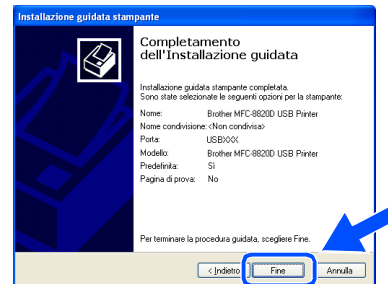 Installazione guidata stampante
Completamento
dell'Installazione guidata
Installazione guidata stampante completata.
Sono state selezionate le seguenti opzioni per la stampante:
Nome: Brother MFC-8820D USB Printer
Nome condivisione: <Non condivisa>
Porta: USBXXX
Modello: Brother MFC-8820D USB Printer
Predefinita: Sì
Pagina di prova: No
Per terminare la procedura guidata, scegliere Fine.
< Indietro Fine Annulla